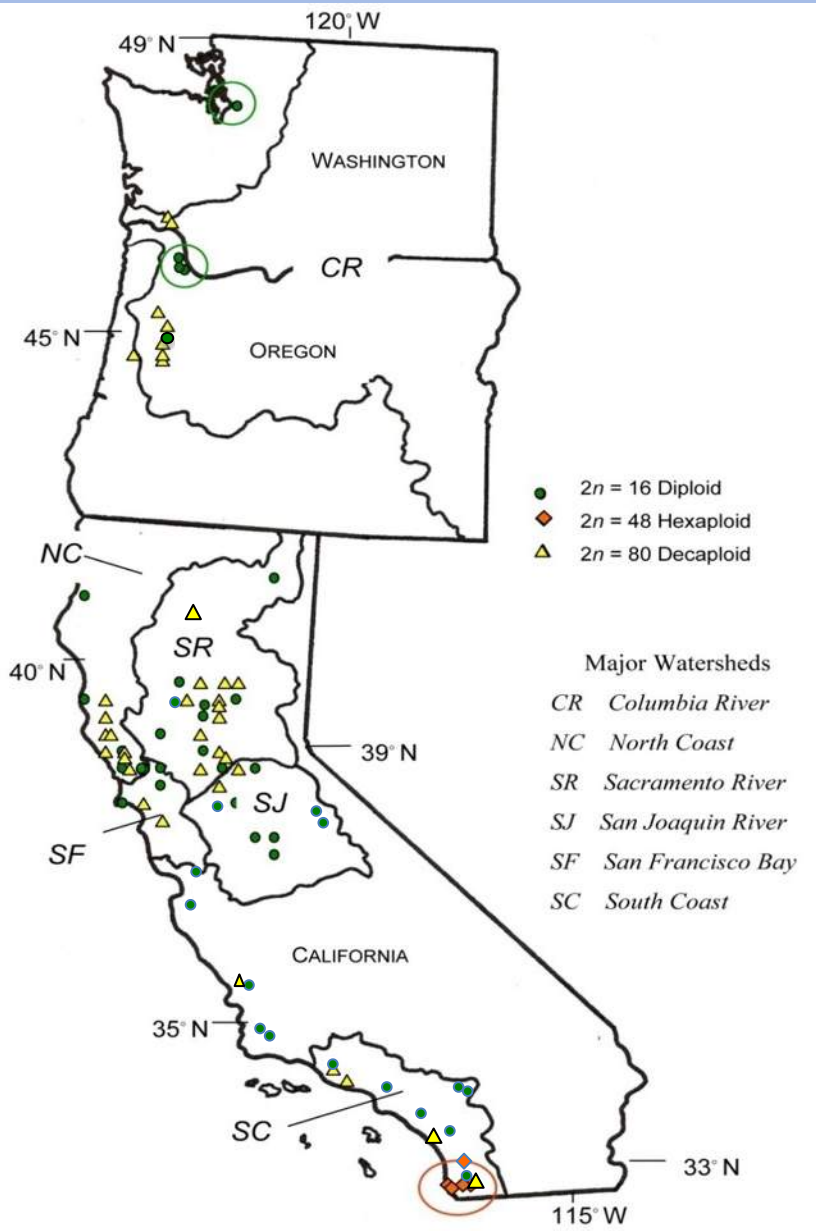 120° W
49° N
WASHINGTON
CR
45° N
OREGON
2n = 16 Diploid
2n = 48 Hexaploid
2n = 80 Decaploid
NC
SR
40° N
Major Watersheds
CR Columbia River
NC North Coast
SR Sacramento River
SJ San Joaquin River
SF San Francisco Bay
SC South Coast
39° N
SJ
SF
CALIFORNIA
35° N
SC
33° N
115° W